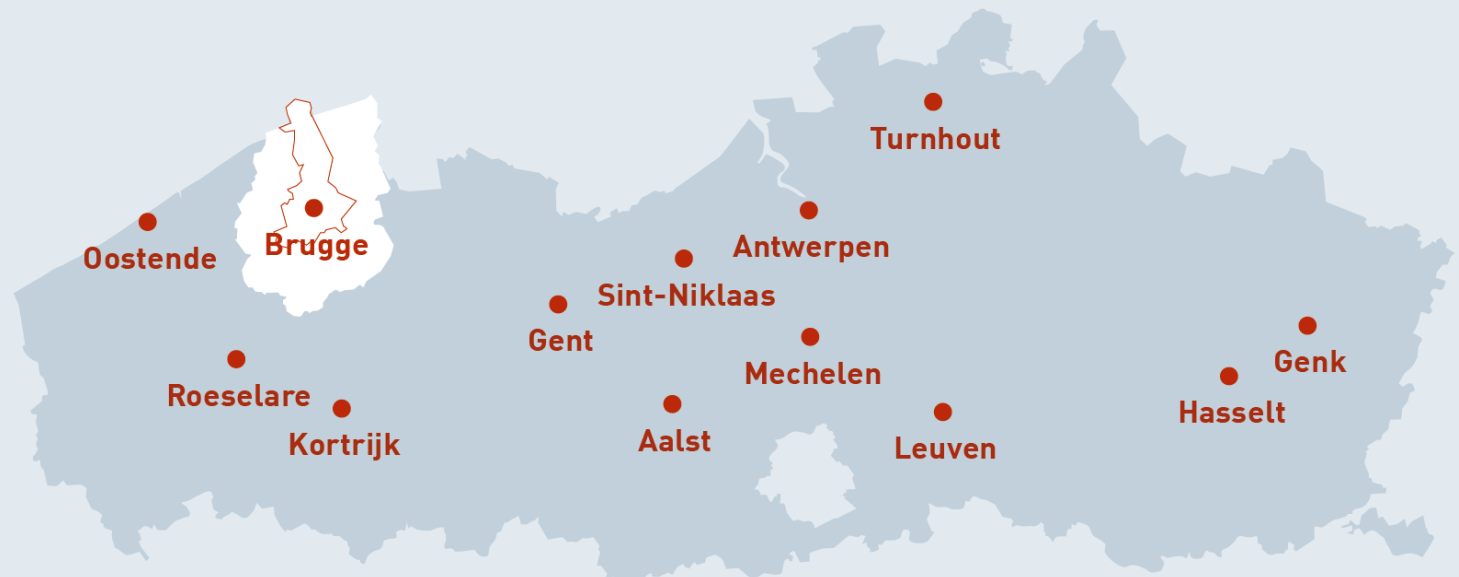 Turnhout
Brugge
Oostende
Antwerpen
Sint-Niklaas
Gent
Genk
Mechelen
Roeselare
Hasselt
Aalst
Kortrijk
Leuven